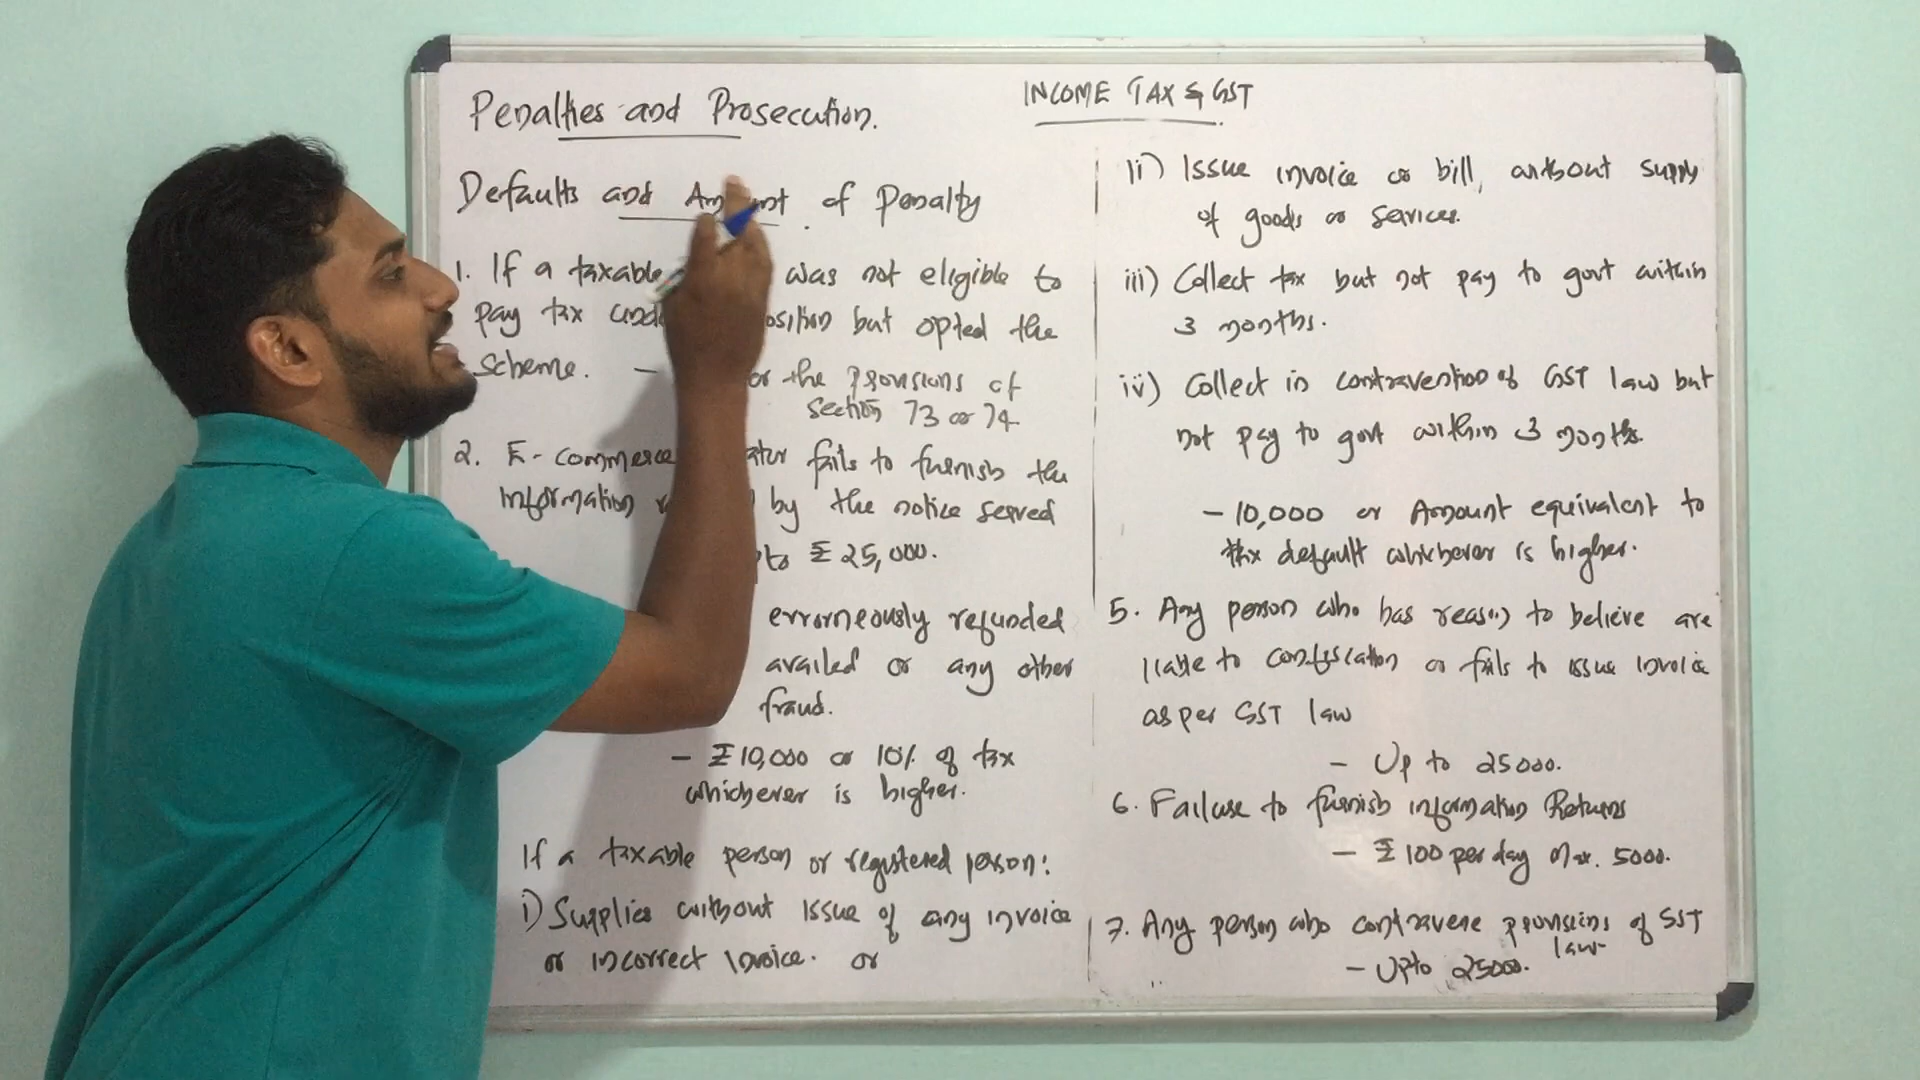 Penalties and Prosecution.
INCOME TAX & GST
Defaults and Am nt of Penalty
1. If a taxable was not eligible to
pay tax unde osition but opted the
scheme. - or the provisions of
section 73 or 74
2. E-commerce ator fails to furnish the
information by the notice served
to ₹ 25,000.
errorneously refunded
availed or any other
fraud.
- ₹10,000 or 10% of tax
whichever is higher.
If a taxable person or registered person:
i) Supplies without issue of any invoice
or incorrect invoice. or
ii) Issue invoice or bill, without supply
of goods or services.
iii) Collect tax but not pay to govt within
3 months.
iv) Collect in contravention of GST law but
not pay to govt within 3 months.
- 10,000 or Amount equivalent to
tax default whichever is higher.
5. Any person who has reason to believe are
liable to confiscation or fails to issue invoice
as per GST law
- Up to 25000.
6. Failure to furnish information Returns
- ₹100 per day Max. 5000.
7. Any person who contravene provisions of GST
law
- Upto 25000.